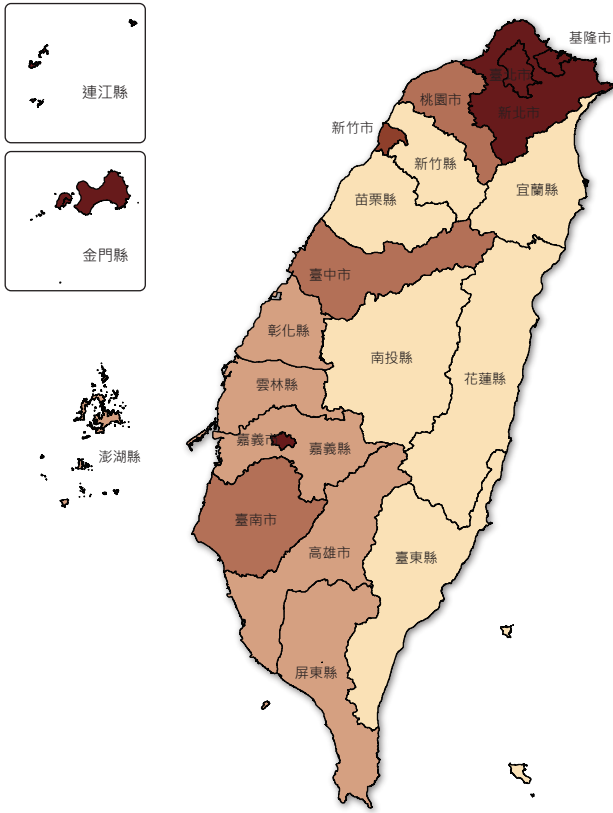 基隆市
連江縣
臺北市
桃園市
新北市
新竹市
新竹縣
宜蘭縣
苗栗縣
金門縣
臺中市
彰化縣
南投縣
花蓮縣
雲林縣
嘉義市
嘉義縣
澎湖縣
臺南市
高雄市
臺東縣
屏東縣